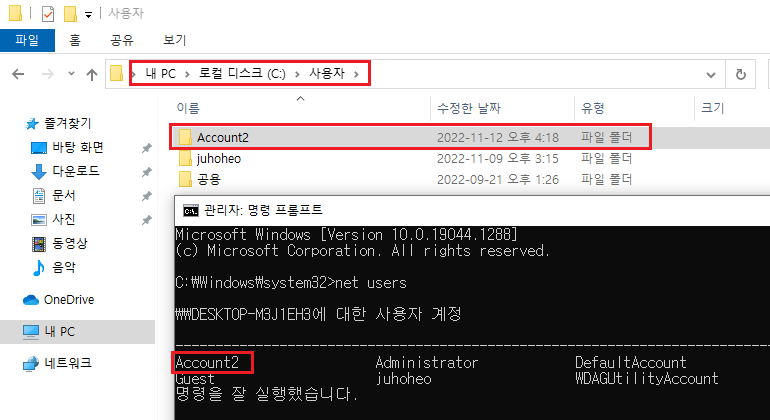 사용자
파일 홈 공유 보기
내 PC 로컬 디스크 (C:) 사용자
이름 수정한 날짜 유형 크기
즐겨찾기
바탕 화면
다운로드
문서
사진
동영상
음악
OneDrive
내 PC
네트워크
Account2 2022-11-12 오후 4:18 파일 폴더
juhoheo 2022-11-09 오후 3:15 파일 폴더
공용 2022-09-21 오후 1:26 파일 폴더
관리자: 명령 프롬프트
Microsoft Windows [Version 10.0.19044.1288]
(c) Microsoft Corporation. All rights reserved.
C:₩Windows₩system32>net users
₩₩DESKTOP-M3J1EH3에 대한 사용자 계정
-------------------------------------------------------------------------------
Account2 Administrator DefaultAccount
Guest juhoheo WDAGUtilityAccount
명령을 잘 실행했습니다.